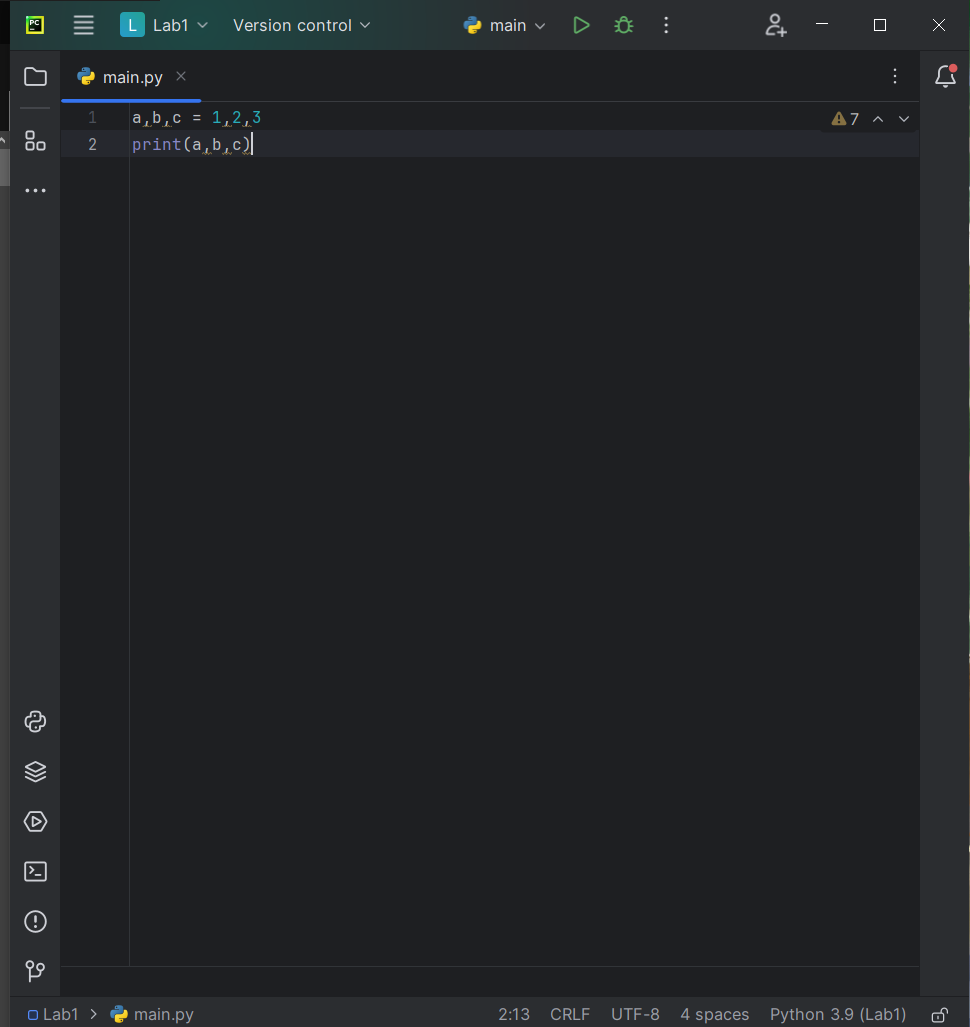 PC
L Lab1 Version control main
main.py
1 a,b,c = 1,2,3
7
2 print(a,b,c)
Lab1 > main.py 2:13 CRLF UTF-8 4 spaces Python 3.9 (Lab1)